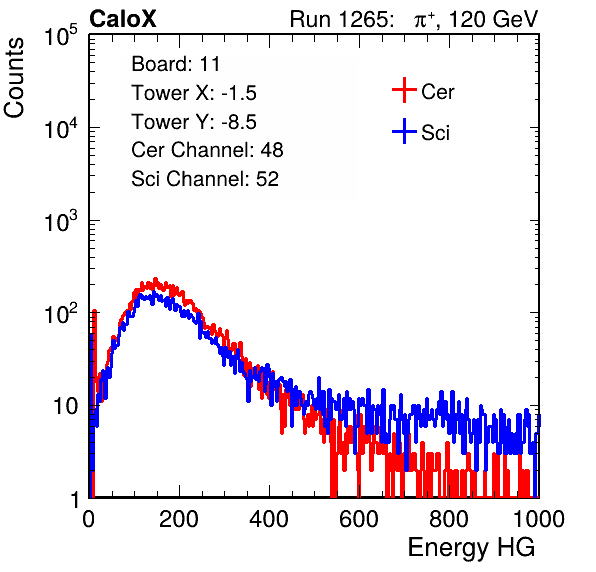 CaloX Run 1265: π⁺, 120 GeV
Counts
10⁵
10⁴
10³
10²
10
1
Board: 11
Tower X: -1.5
Tower Y: -8.5
Cer Channel: 48
Sci Channel: 52
Cer
Sci
0 200 400 600 800 1000
Energy HG